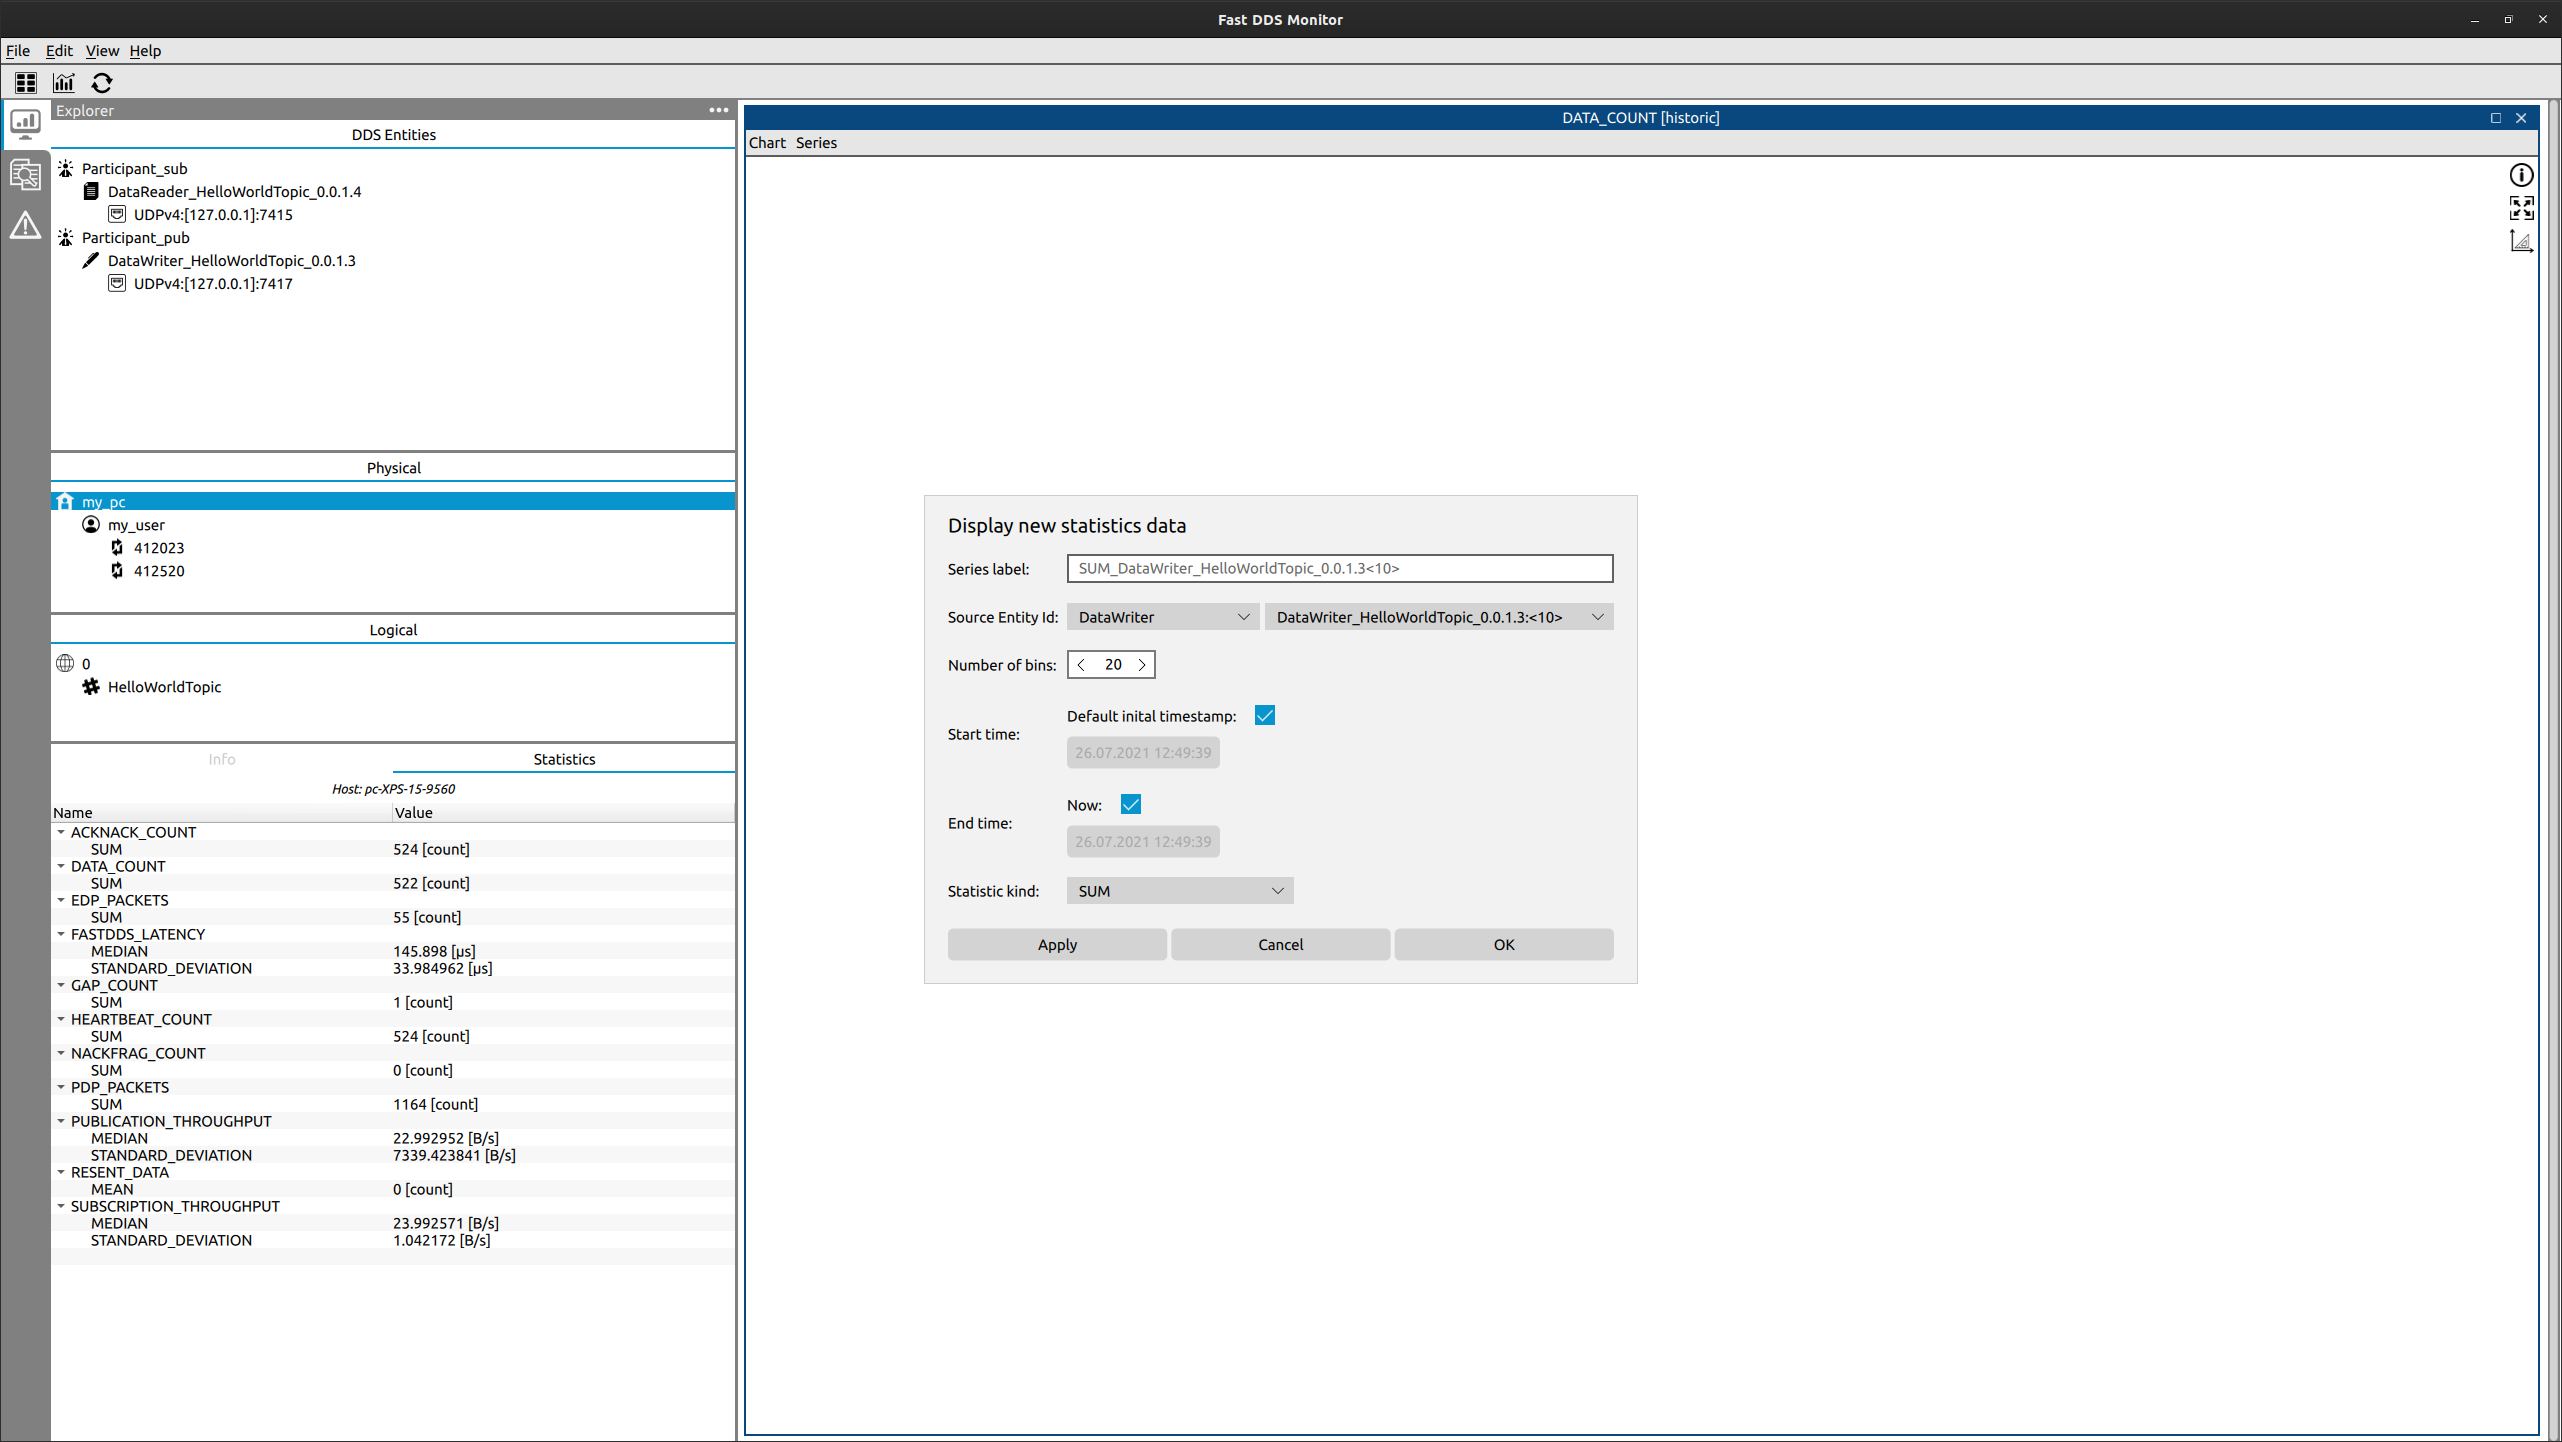 Fast DDS Monitor
File Edit View Help
Explorer
DDS Entities
Participant_sub
DataReader_HelloWorldTopic_0.0.1.4
UDPv4:[127.0.0.1]:7415
Participant_pub
DataWriter_HelloWorldTopic_0.0.1.3
UDPv4:[127.0.0.1]:7417
Physical
my_pc
my_user
412023
412520
Logical
0
HelloWorldTopic
Info Statistics
Host: pc-XPS-15-9560
Name Value
ACKNACK_COUNT
SUM 524 [count]
DATA_COUNT
SUM 522 [count]
EDP_PACKETS
SUM 55 [count]
FASTDDS_LATENCY
MEDIAN 145.898 [µs]
STANDARD_DEVIATION 33.984962 [µs]
GAP_COUNT
SUM 1 [count]
HEARTBEAT_COUNT
SUM 524 [count]
NACKFRAG_COUNT
SUM 0 [count]
PDP_PACKETS
SUM 1164 [count]
PUBLICATION_THROUGHPUT
MEDIAN 22.992952 [B/s]
STANDARD_DEVIATION 7339.423841 [B/s]
RESENT_DATA
MEAN 0 [count]
SUBSCRIPTION_THROUGHPUT
MEDIAN 23.992571 [B/s]
STANDARD_DEVIATION 1.042172 [B/s]
DATA_COUNT [historic]
Chart Series
Display new statistics data
Series label: SUM_DataWriter_HelloWorldTopic_0.0.1.3<10>
Source Entity Id: DataWriter DataWriter_HelloWorldTopic_0.0.1.3:<10>
Number of bins: 20
Default inital timestamp:
Start time:
26.07.2021 12:49:39
Now:
End time:
26.07.2021 12:49:39
Statistic kind: SUM
Apply Cancel OK